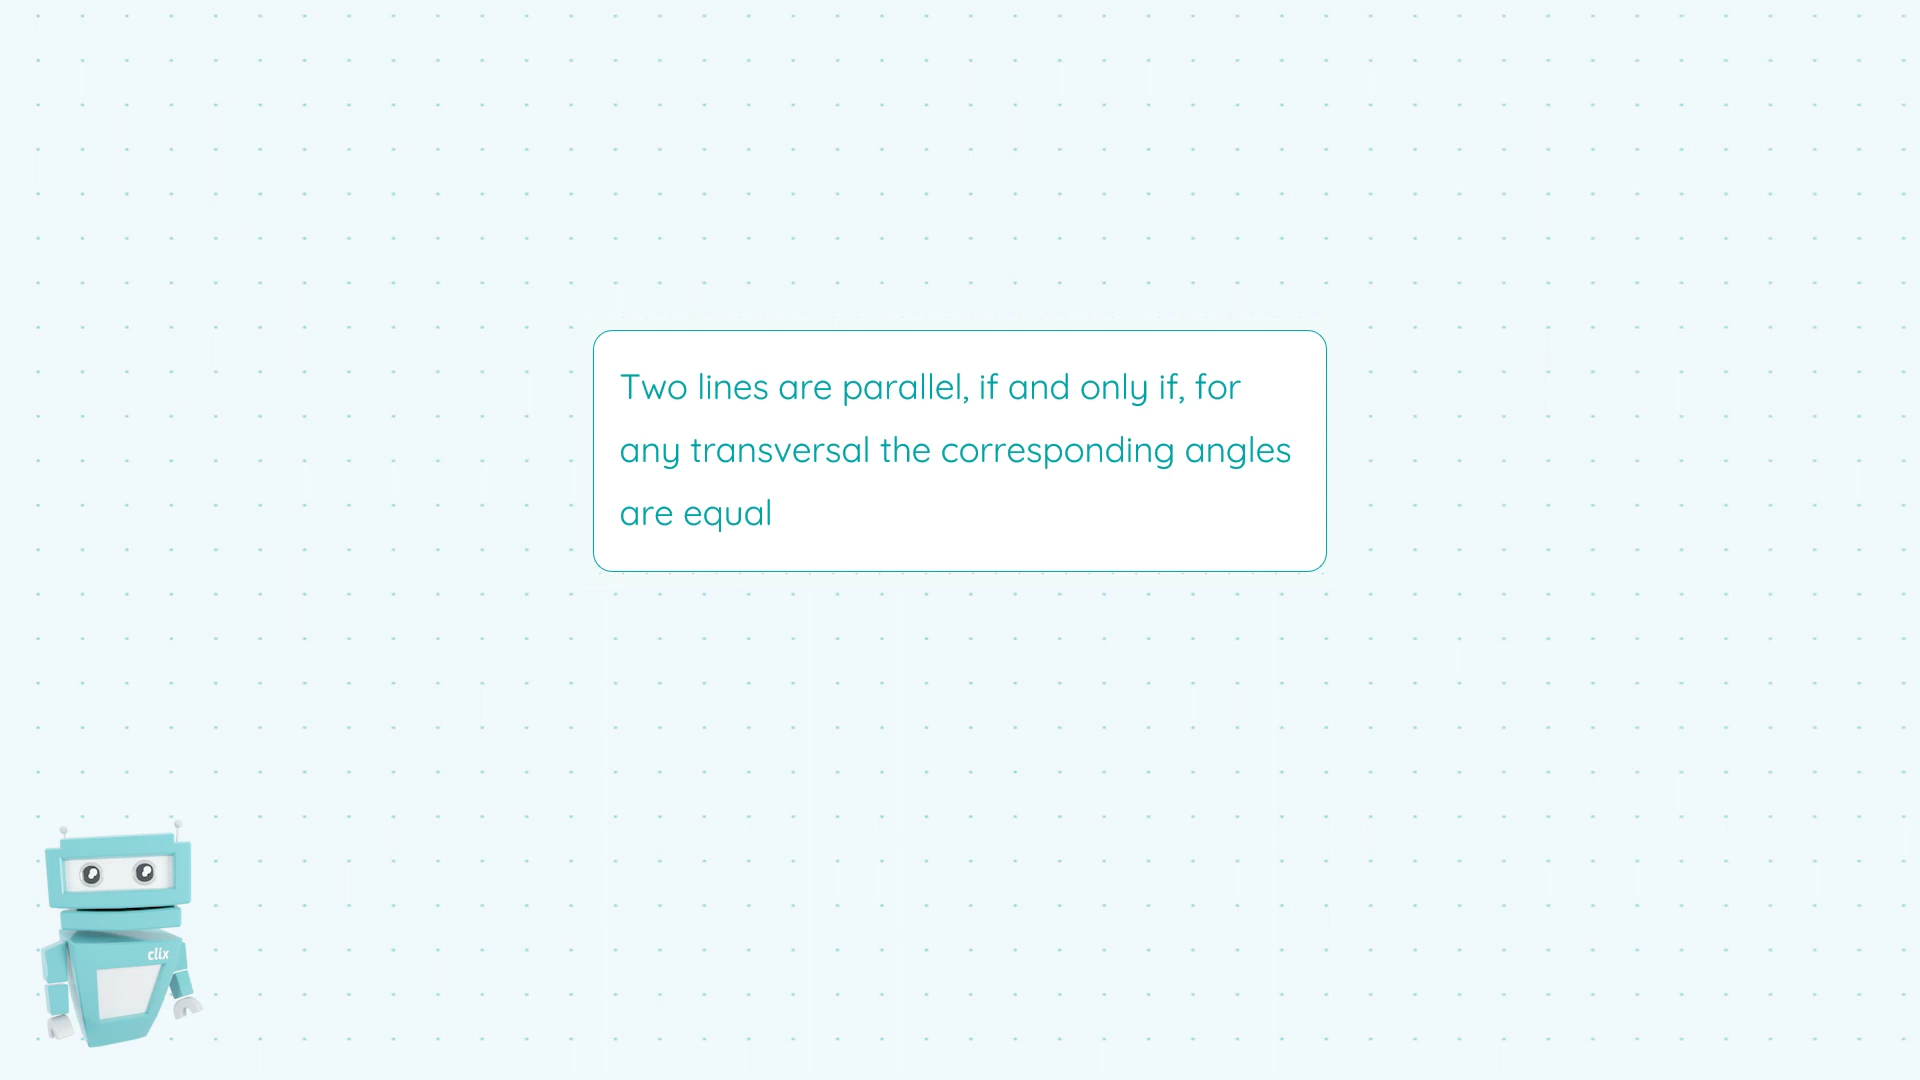 Two lines are parallel, if and only if, for
any transversal the corresponding angles
are equal
clix